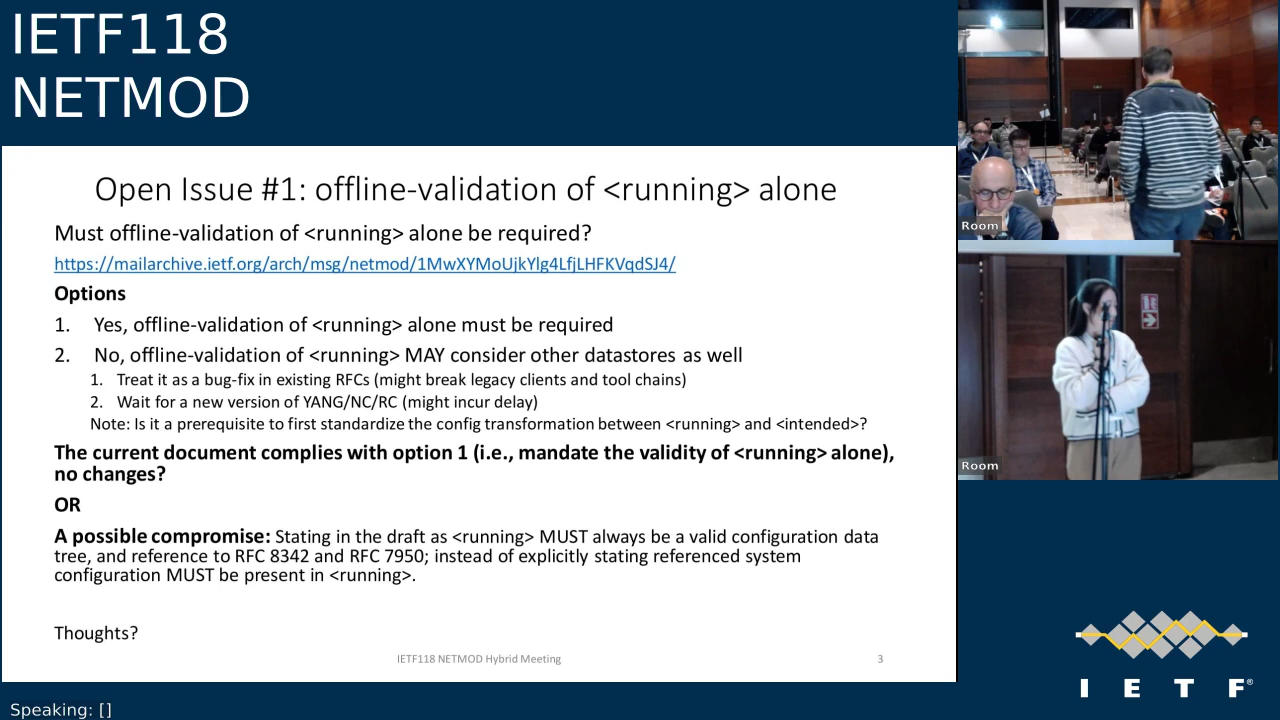 IETF118
NETMOD
Open Issue #1: offline-validation of <running> alone
Must offline-validation of <running> alone be required?
https://mailarchive.ietf.org/arch/msg/netmod/1MwXYMoUjkYlg4LfjLHFKVqdSJ4/
Options
1. Yes, offline-validation of <running> alone must be required
2. No, offline-validation of <running> MAY consider other datastores as well
1. Treat it as a bug-fix in existing RFCs (might break legacy clients and tool chains)
2. Wait for a new version of YANG/NC/RC (might incur delay)
Note: Is it a prerequisite to first standardize the config transformation between <running> and <intended>?
The current document complies with option 1 (i.e., mandate the validity of <running> alone),
no changes?
OR
A possible compromise: Stating in the draft as <running> MUST always be a valid configuration data
tree, and reference to RFC 8342 and RFC 7950; instead of explicitly stating referenced system
configuration MUST be present in <running>.
Thoughts?
IETF118 NETMOD Hybrid Meeting
3
Room
Room
I E T F®
Speaking: []